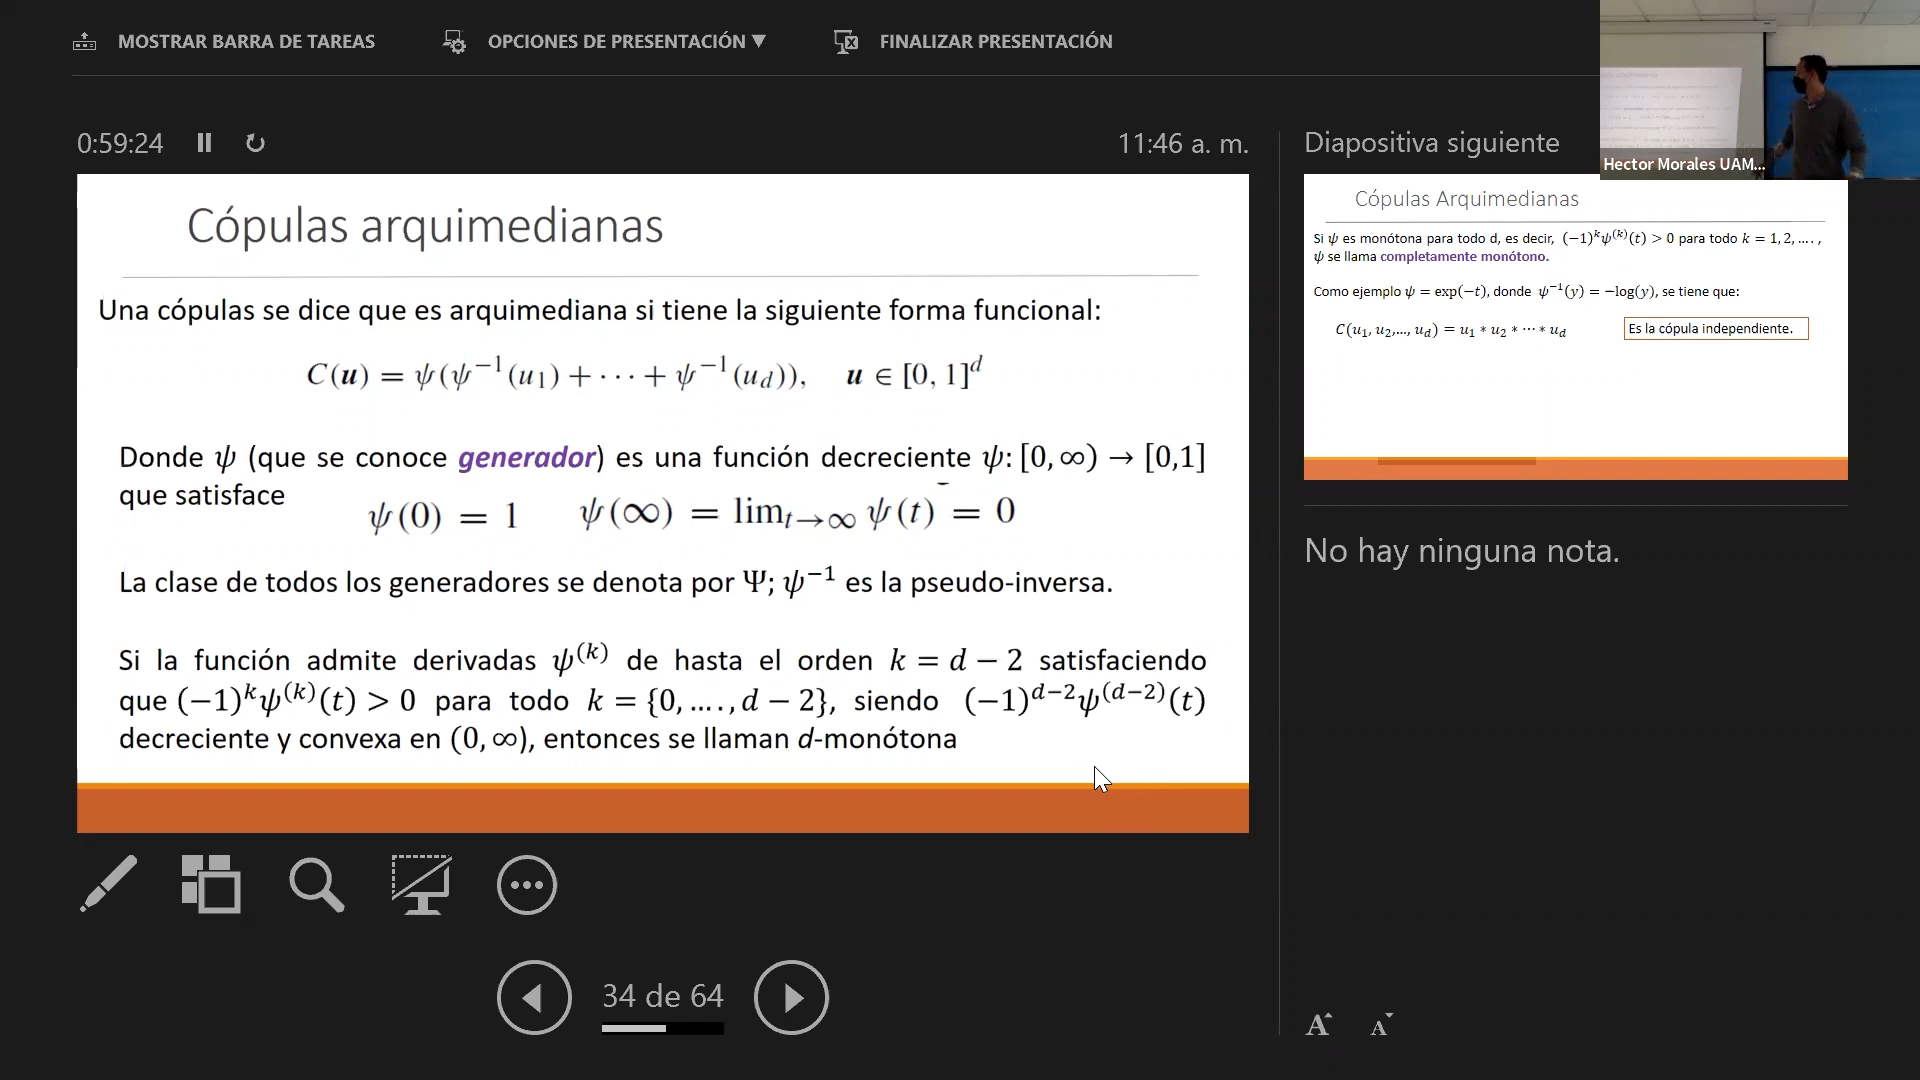 MOSTRAR BARRA DE TAREAS
OPCIONES DE PRESENTACIÓN ▼
FINALIZAR PRESENTACIÓN
0:59:24
11:46 a. m.
Cópulas arquimedianas
Una cópulas se dice que es arquimediana si tiene la siguiente forma funcional:
C(u) = ψ(ψ⁻¹(u₁) + · · · + ψ⁻¹(u_d)), u ∈ [0, 1]^d
Donde ψ (que se conoce generador) es una función decreciente ψ: [0, ∞) → [0,1]
que satisface
ψ(0) = 1 ψ(∞) = lim_{t→∞} ψ(t) = 0
La clase de todos los generadores se denota por Ψ; ψ⁻¹ es la pseudo-inversa.
Si la función admite derivadas ψ^(k) de hasta el orden k = d − 2 satisfaciendo
que (−1)^k ψ^(k)(t) > 0 para todo k = {0, …. , d − 2}, siendo (−1)^{d−2} ψ^{(d−2)}(t)
decreciente y convexa en (0, ∞), entonces se llaman d-monótona
34 de 64
Diapositiva siguiente
Hector Morales UAM...
Cópulas Arquimedianas
Si ψ es monótona para todo d, es decir, (−1)^k ψ^(k)(t) > 0 para todo k = 1, 2, …. ,
ψ se llama completamente monótono.
Como ejemplo ψ = exp(−t), donde ψ⁻¹(y) = −log(y), se tiene que:
C(u₁, u₂,…, u_d) = u₁ * u₂ * ⋯ * u_d
Es la cópula independiente.
No hay ninguna nota.
A A